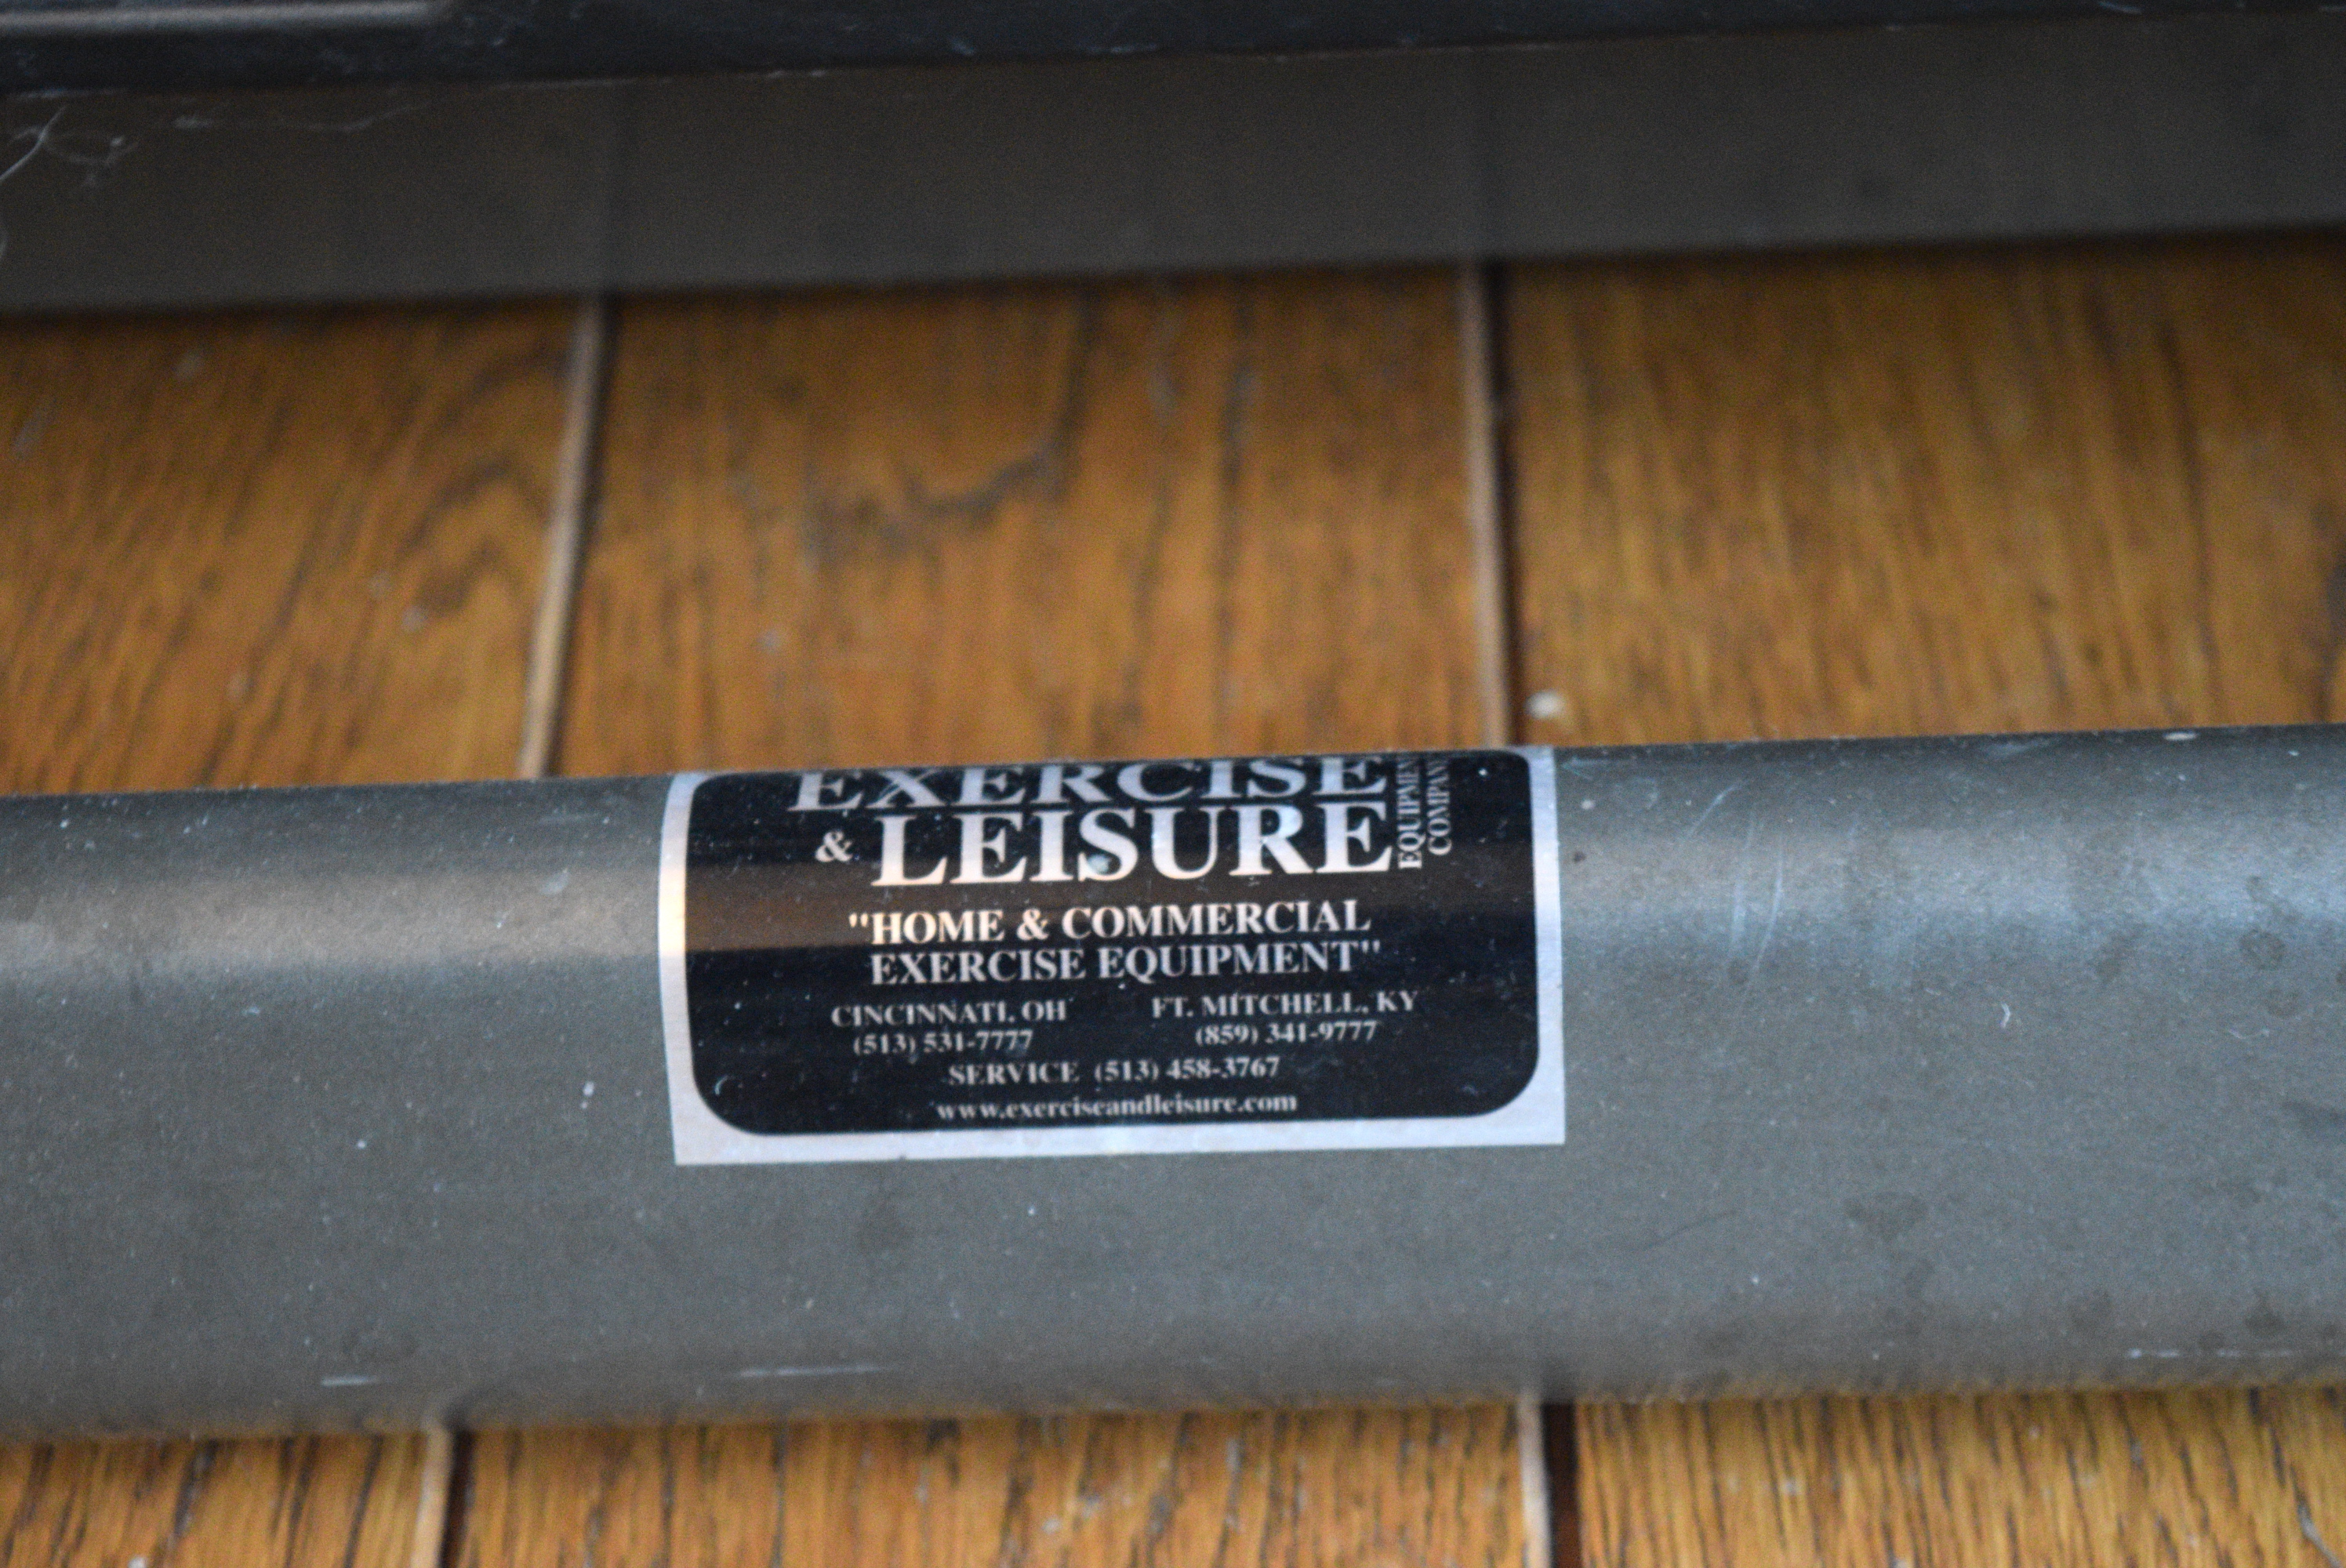 EXERCISE
& LEISURE
EQUIPMENT
COMPANY
"HOME & COMMERCIAL
EXERCISE EQUIPMENT"
CINCINNATI, OH FT. MITCHELL, KY
(513) 531-7777 (859) 341-9777
SERVICE (513) 458-3767
www.exerciseandleisure.com